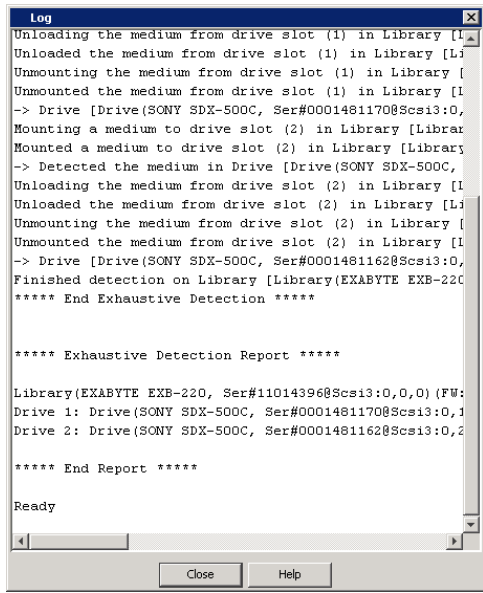 Log
Unloading the medium from drive slot (1) in Library [L
Unloaded the medium from drive slot (1) in Library [Li
Unmounting the medium from drive slot (1) in Library [
Unmounted the medium from drive slot (1) in Library [L
-> Drive [Drive(SONY SDX-500C, Ser#0001481170@Scsi3:0,
Mounting a medium to drive slot (2) in Library [Librar
Mounted a medium to drive slot (2) in Library [Library
-> Detected the medium in Drive [Drive(SONY SDX-500C,
Unloading the medium from drive slot (2) in Library [L
Unloaded the medium from drive slot (2) in Library [Li
Unmounting the medium from drive slot (2) in Library [
Unmounted the medium from drive slot (2) in Library [L
-> Drive [Drive(SONY SDX-500C, Ser#0001481162@Scsi3:0,
Finished detection on Library [Library(EXABYTE EXB-220
***** End Exhaustive Detection *****
***** Exhaustive Detection Report *****
Library(EXABYTE EXB-220, Ser#11014396@Scsi3:0,0,0)(FW:
Drive 1: Drive(SONY SDX-500C, Ser#0001481170@Scsi3:0,1
Drive 2: Drive(SONY SDX-500C, Ser#0001481162@Scsi3:0,2
***** End Report *****
Ready
Close Help